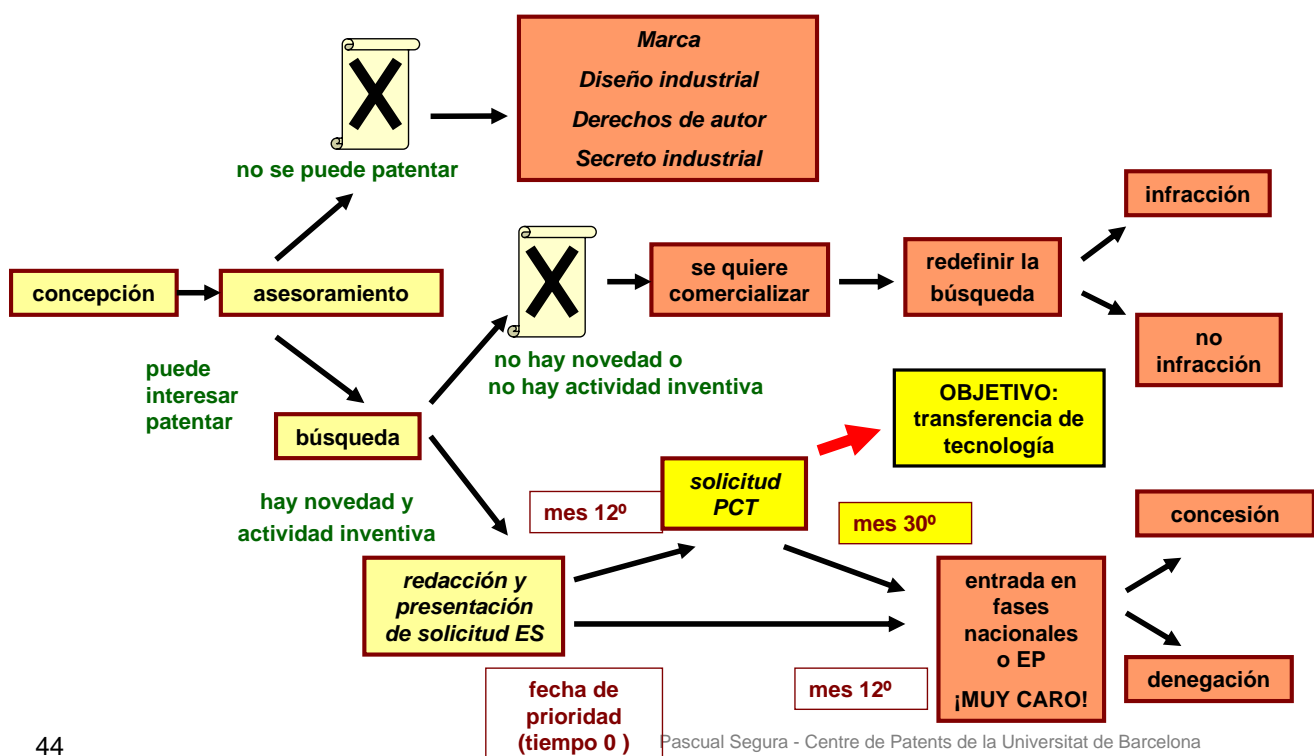 Marca
Diseño industrial
Derechos de autor
Secreto industrial
no se puede patentar
infracción
concepción
asesoramiento
se quiere
comercializar
redefinir la
búsqueda
no
infracción
no hay novedad o
no hay actividad inventiva
puede
interesar
patentar
búsqueda
OBJETIVO:
transferencia de
tecnología
hay novedad y
actividad inventiva
mes 12º
solicitud
PCT
mes 30º
concesión
redacción y
presentación
de solicitud ES
entrada en
fases
nacionales
o EP
¡MUY CARO!
mes 12º
denegación
fecha de
prioridad
(tiempo 0 )
44
Pascual Segura - Centre de Patents de la Universitat de Barcelona